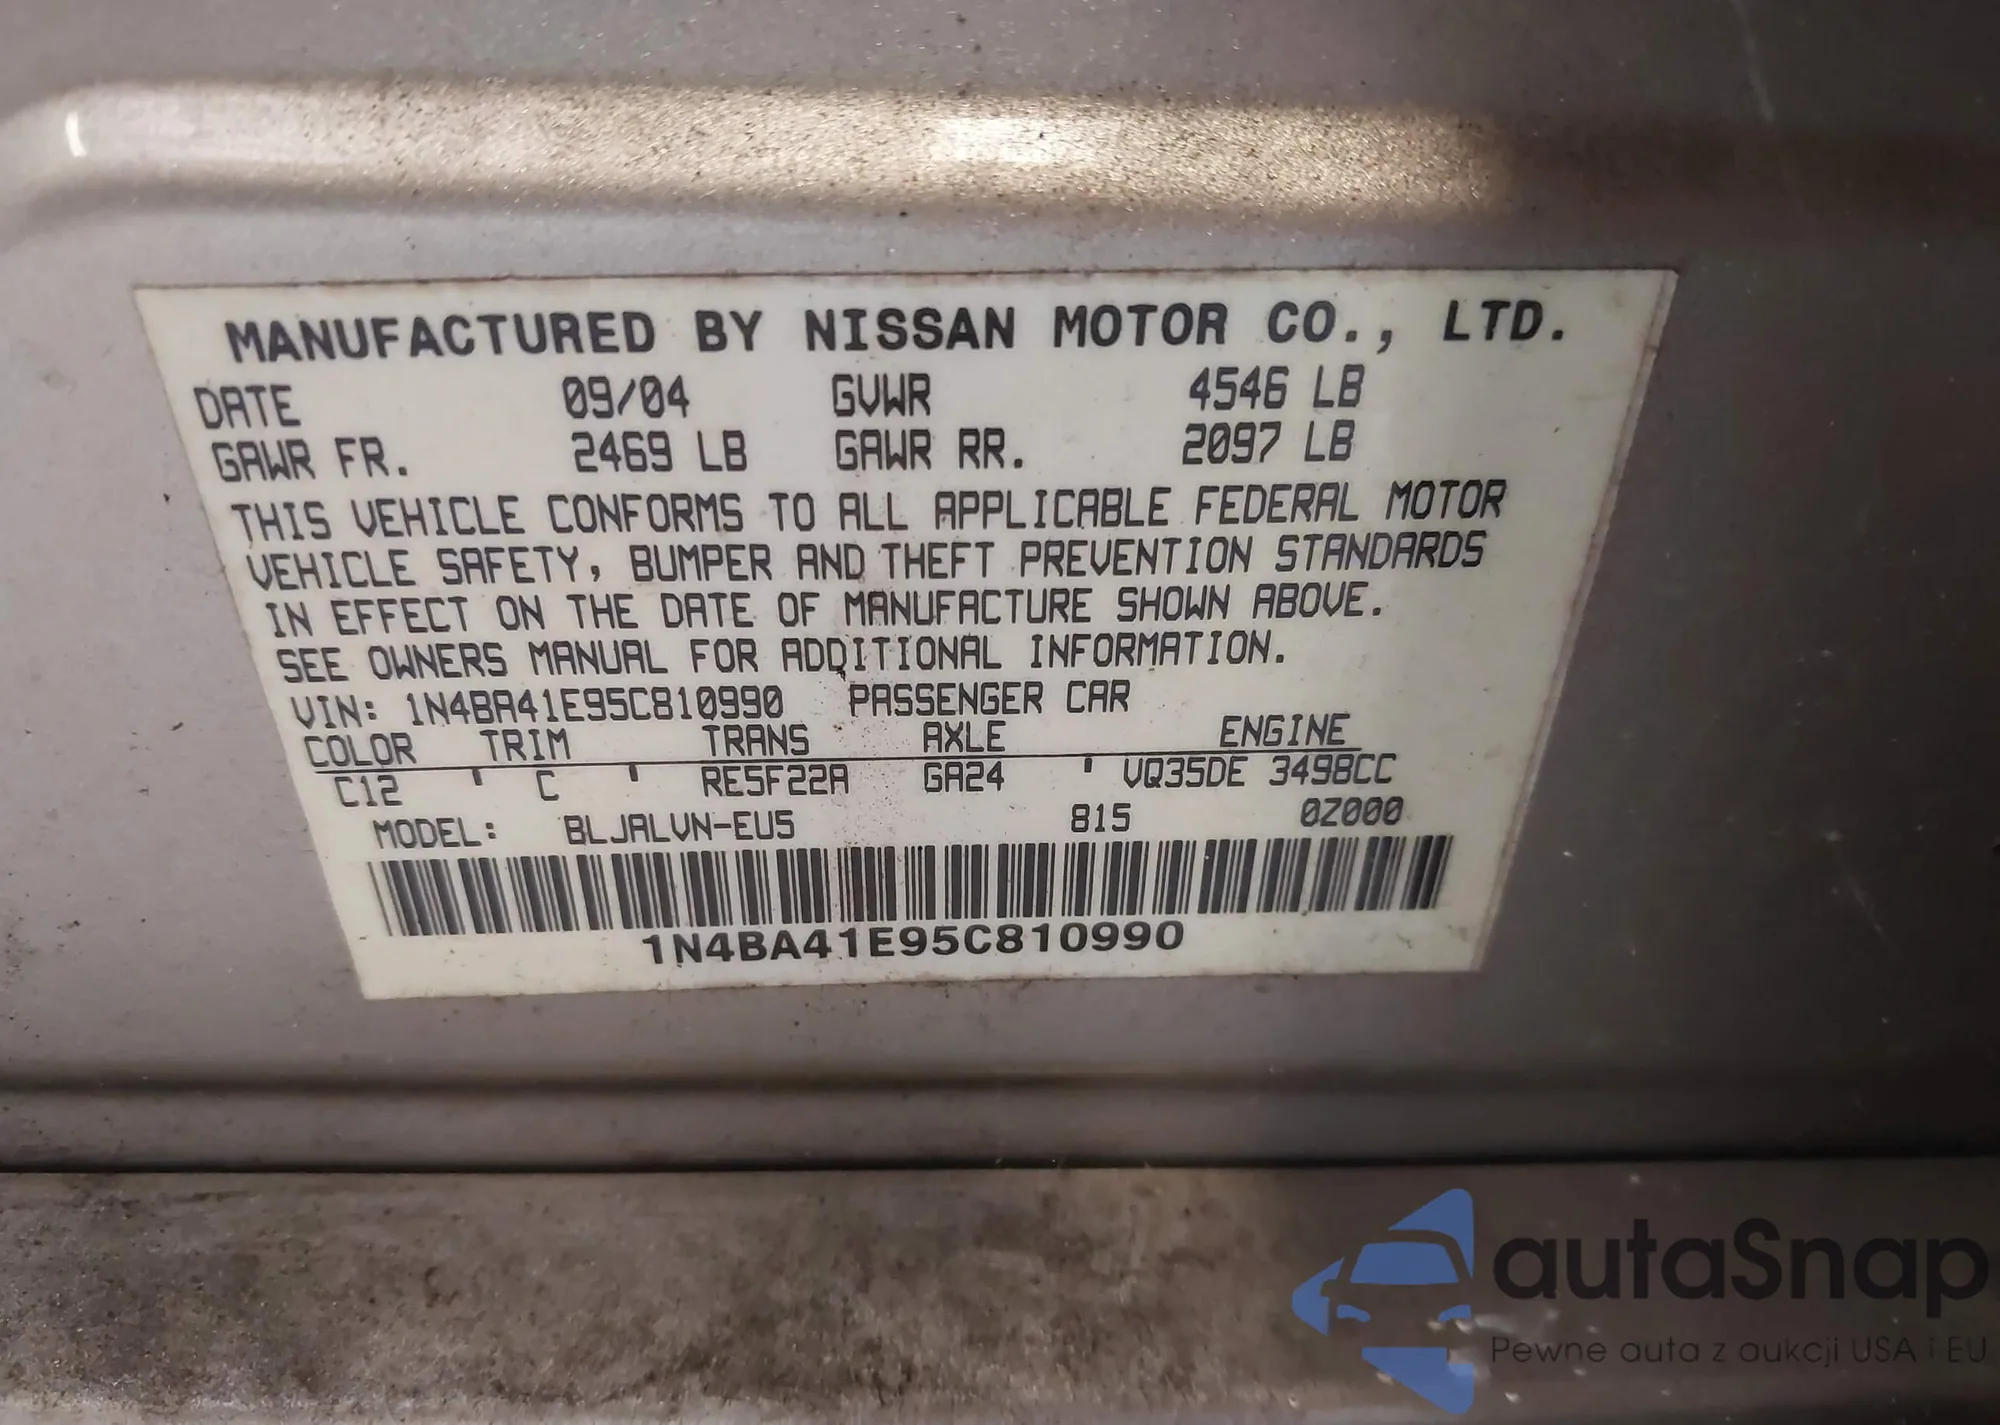 MANUFACTURED BY NISSAN MOTOR CO., LTD.
DATE 09/04 GVWR 4546 LB
GAWR FR. 2469 LB GAWR RR. 2097 LB
THIS VEHICLE CONFORMS TO ALL APPLICABLE FEDERAL MOTOR
VEHICLE SAFETY, BUMPER AND THEFT PREVENTION STANDARDS
IN EFFECT ON THE DATE OF MANUFACTURE SHOWN ABOVE.
SEE OWNERS MANUAL FOR ADDITIONAL INFORMATION.
VIN: 1N4BA41E95C810990 PASSENGER CAR
COLOR TRIM TRANS AXLE ENGINE
C12 ' C ' RE5F22A GA24 ' VQ35DE 3498CC
MODEL: BLJALVN-EUS 815 0Z000
1N4BA41E95C810990
autaSnap
Pewne auta z aukcji USA i EU